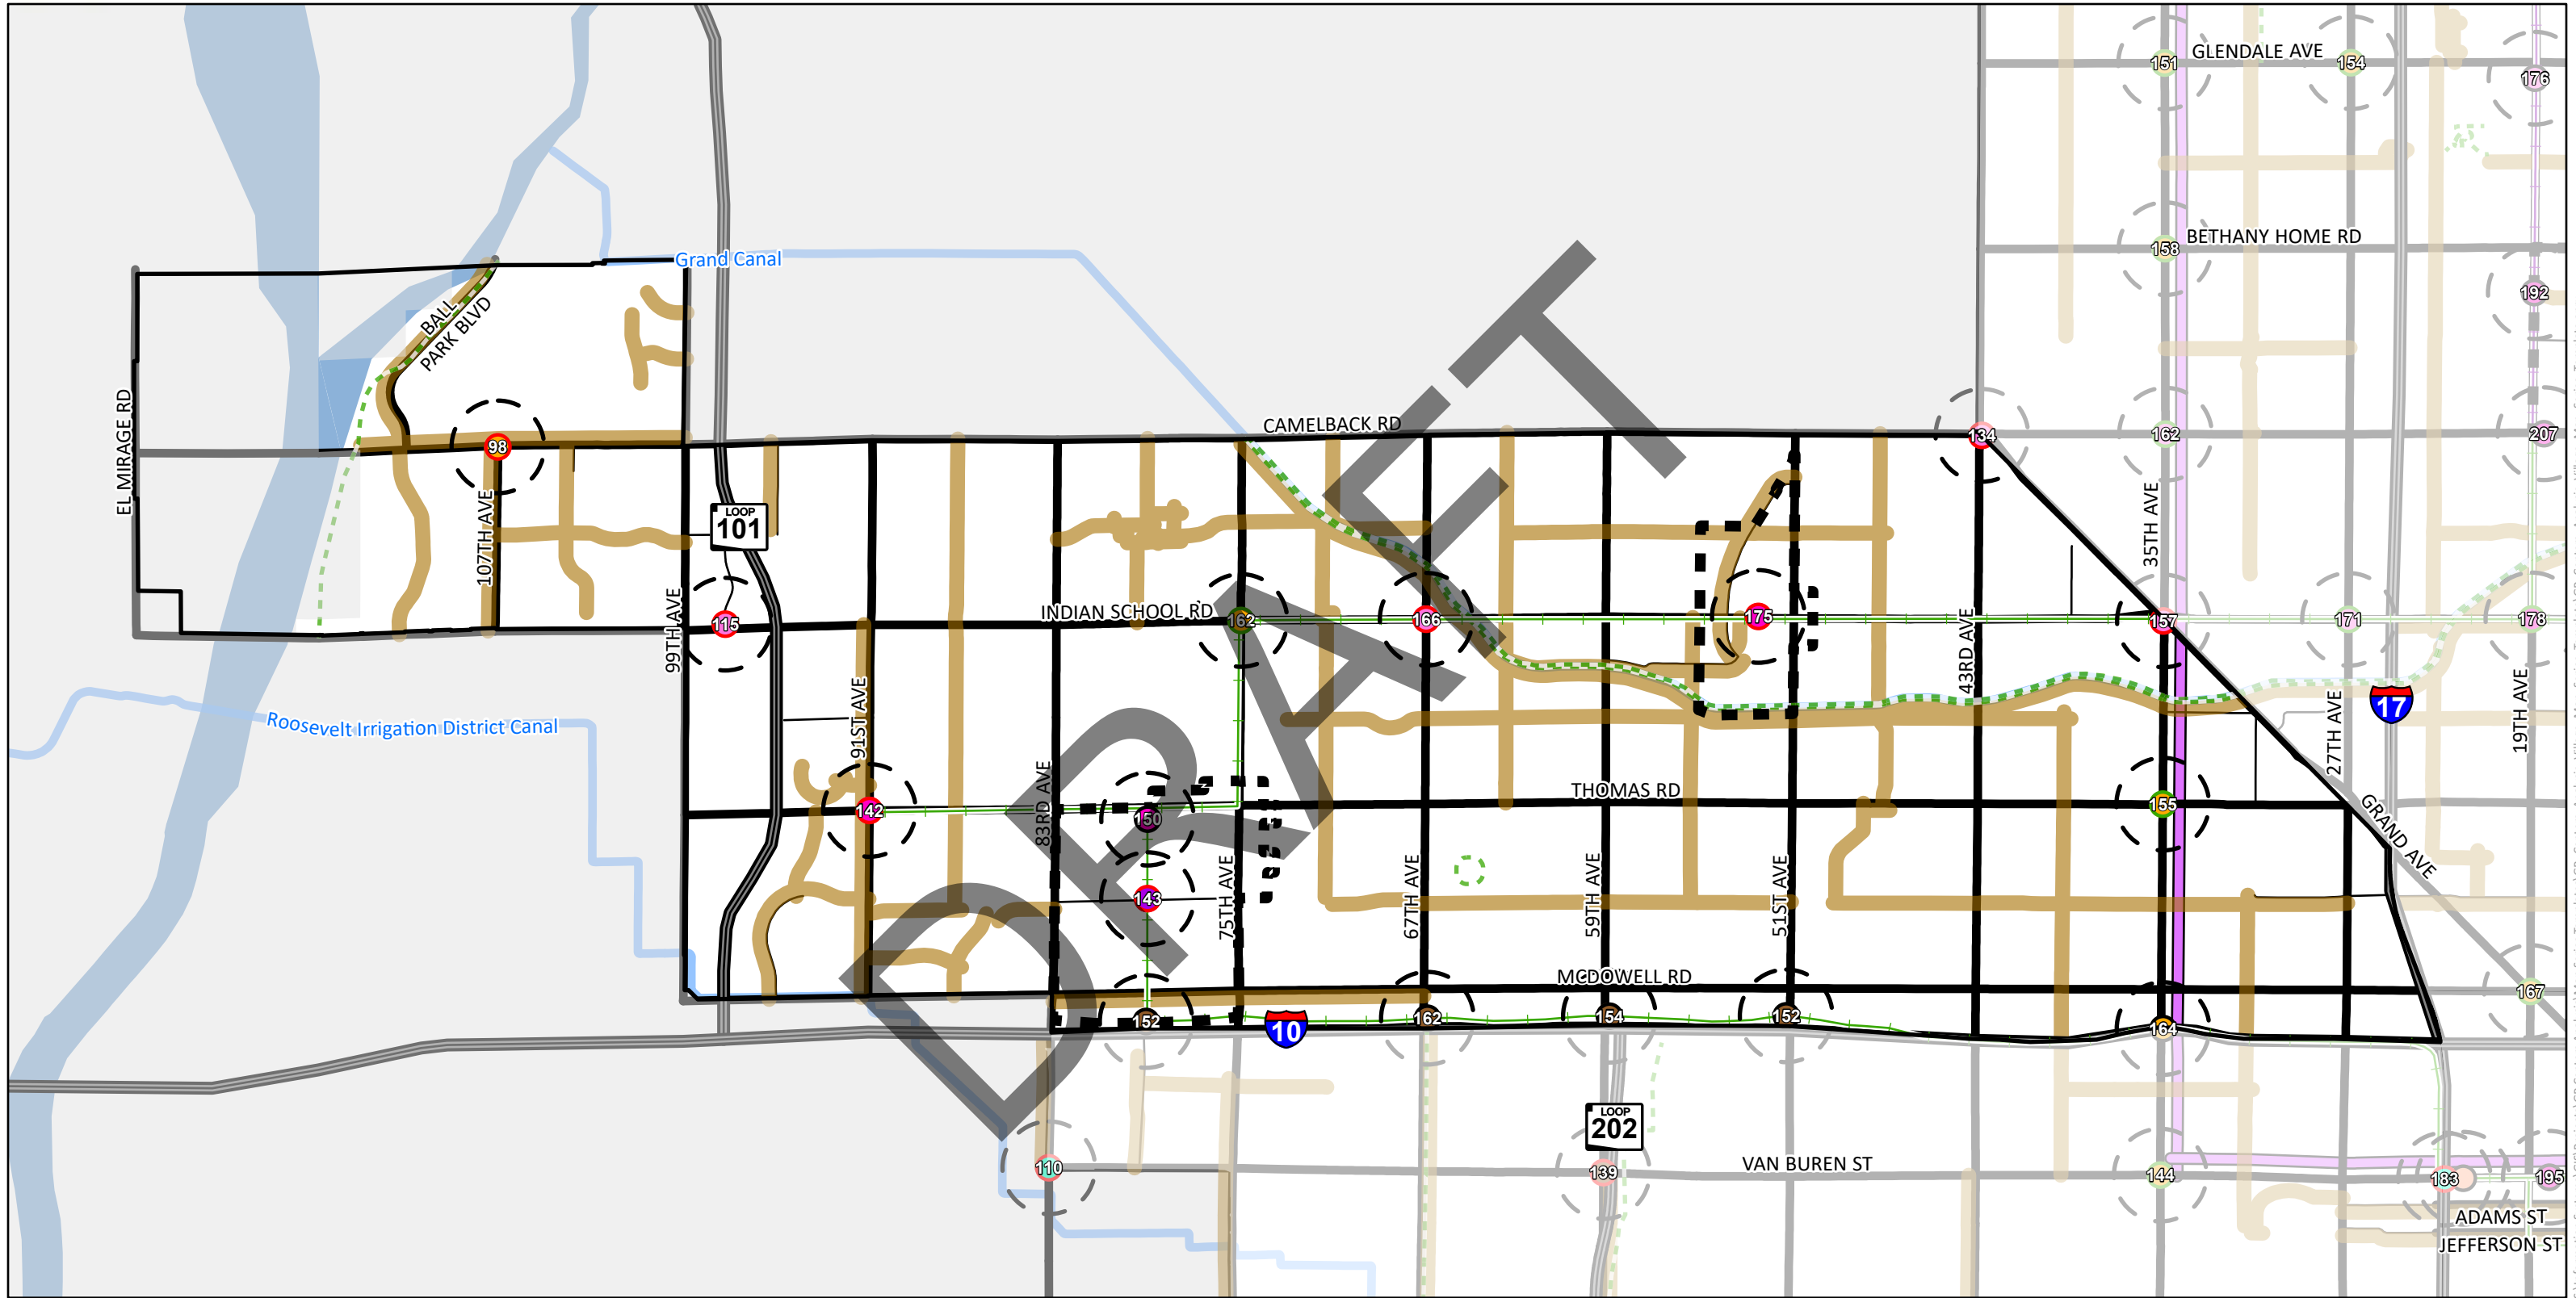 GLENDALE AVE
151
154
176
BETHANY HOME RD
158
192
Grand Canal
BALL
PARK BLVD
EL MIRAGE RD
CAMELBACK RD
98
134
162
207
LOOP
101
107TH AVE
35TH AVE
99TH AVE
115
INDIAN SCHOOL RD
162
166
175
43RD AVE
157
171
178
Roosevelt Irrigation District Canal
91ST AVE
17
27TH AVE
19TH AVE
THOMAS RD
142
83RD AVE
150
155
GRAND AVE
143
75TH AVE
67TH AVE
59TH AVE
51ST AVE
MCDOWELL RD
167
152
10
162
154
152
164
DRAFT
LOOP
202
110
139
VAN BUREN ST
144
183
195
ADAMS ST
JEFFERSON ST